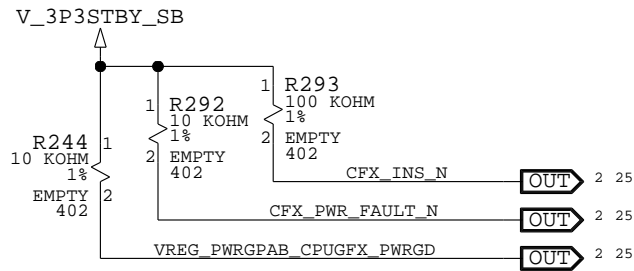 V_3P3STBY_SB
1
R293
100 KOHM
1%
2
EMPTY
402
1
R292
10 KOHM
1%
2
EMPTY
402
R244
1
10 KOHM
1%
EMPTY
2
402
CFX_INS_N
OUT
2 25
CFX_PWR_FAULT_N
OUT
2 25
VREG_PWRGPAB_CPUGFX_PWRGD
OUT
2 25